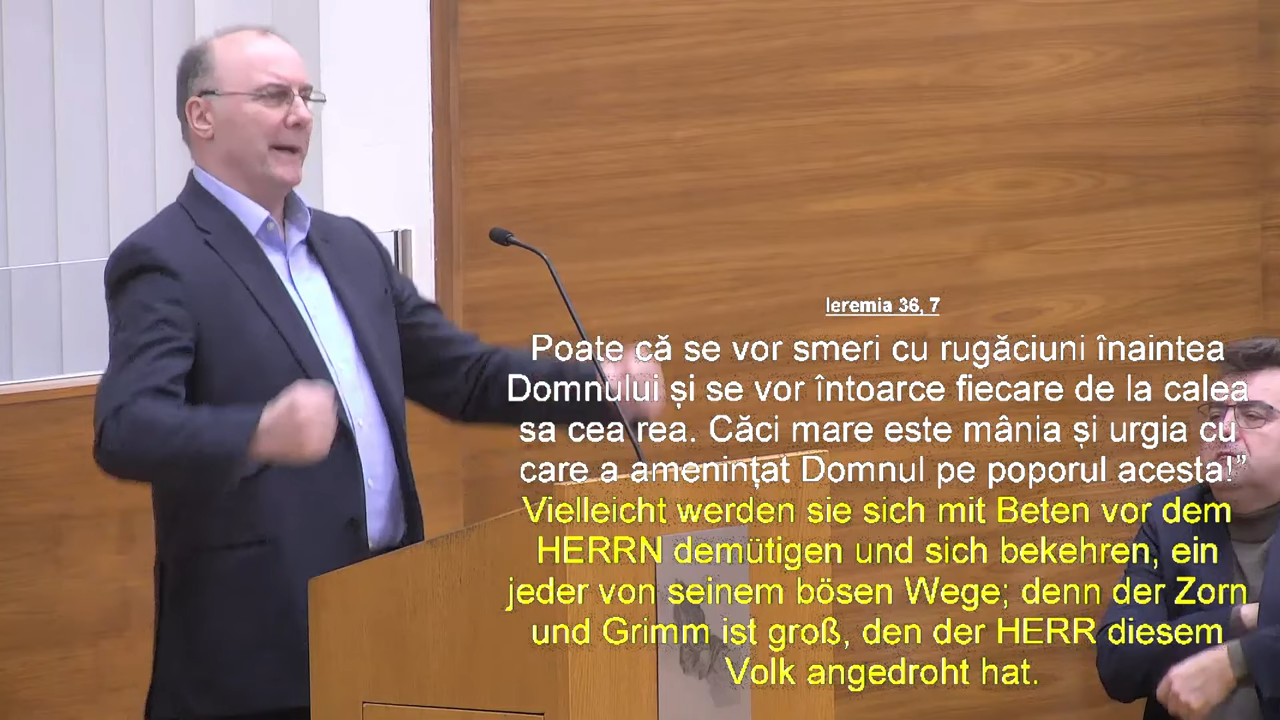 Ieremia 36, 7
Poate că se vor smeri cu rugăciuni înaintea
Domnului și se vor întoarce fiecare de la calea
sa cea rea. Căci mare este mânia și urgia cu
care a amenințat Domnul pe poporul acesta!”
Vielleicht werden sie sich mit Beten vor dem
HERRN demütigen und sich bekehren, ein
jeder von seinem bösen Wege; denn der Zorn
und Grimm ist groß, den der HERR diesem
Volk angedroht hat.